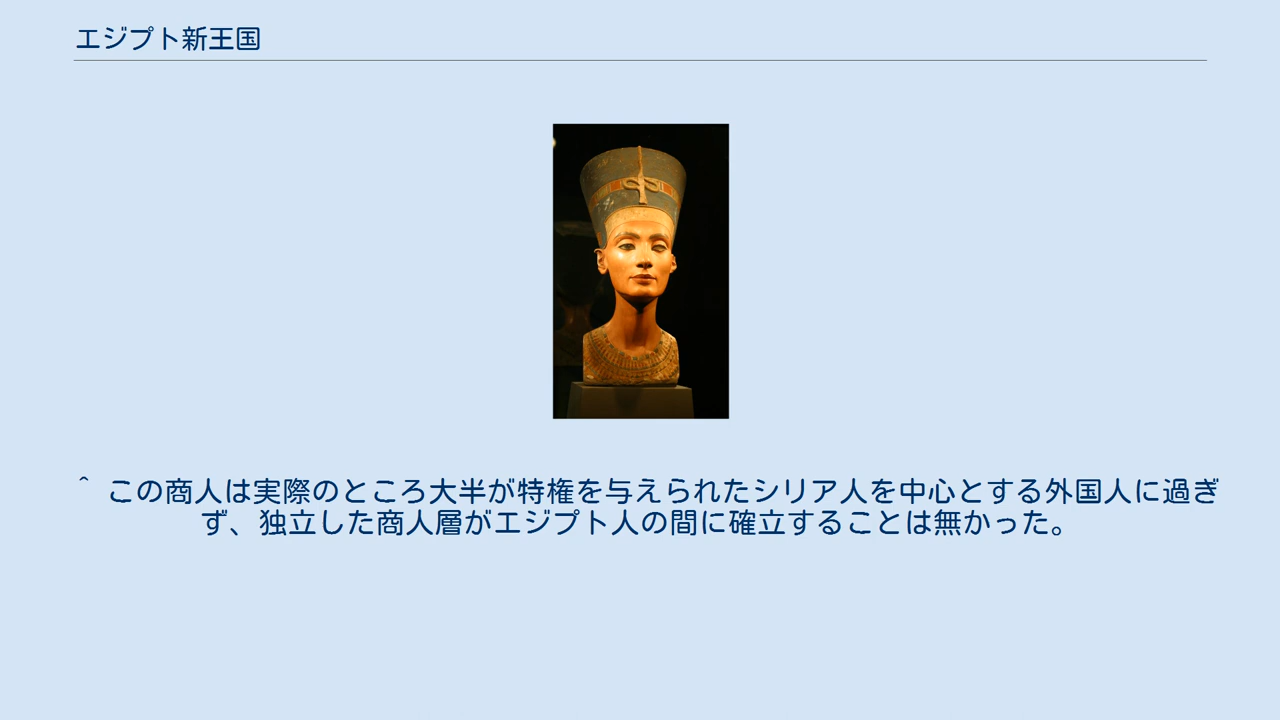 エジプト新王国
^ この商人は実際のところ大半が特権を与えられたシリア人を中心とする外国人に過ぎ
ず、独立した商人層がエジプト人の間に確立することは無かった。